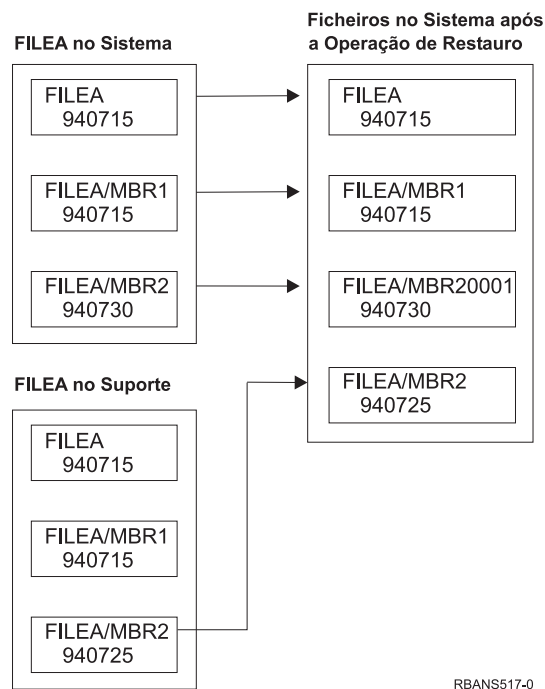 FILEA no Sistema
FILEA
940715
FILEA/MBR1
940715
FILEA/MBR2
940730
FILEA no Suporte
FILEA
940715
FILEA/MBR1
940715
FILEA/MBR2
940725
Ficheiros no Sistema após
a Operação de Restauro
FILEA
940715
FILEA/MBR1
940715
FILEA/MBR20001
940730
FILEA/MBR2
940725
RBANS517-0